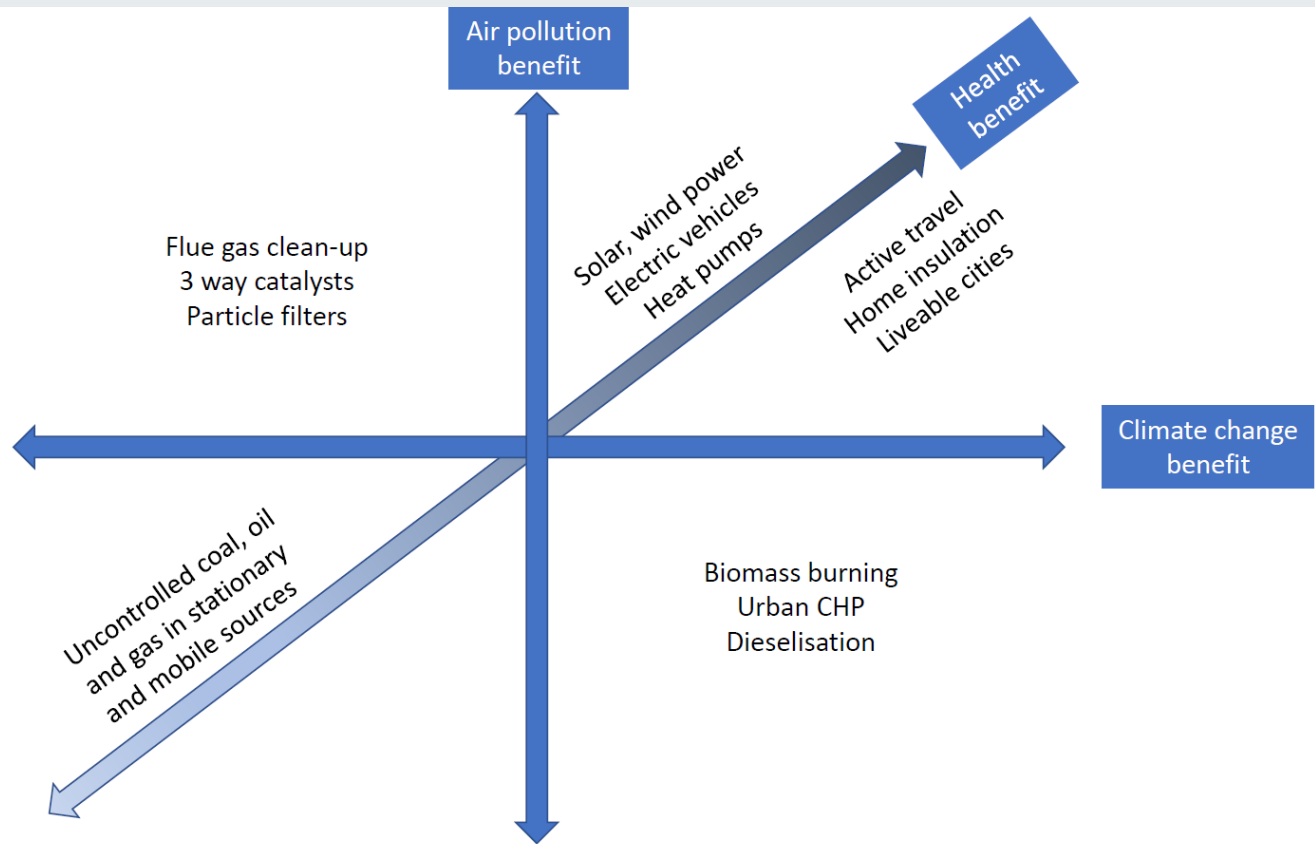 Air pollution
benefit
Health
benefit
Solar, wind power
Electric vehicles
Heat pumps
Active travel
Home insulation
Liveable cities
Flue gas clean-up
3 way catalysts
Particle filters
Climate change
benefit
Uncontrolled coal, oil
and gas in stationary
and mobile sources
Biomass burning
Urban CHP
Dieselisation